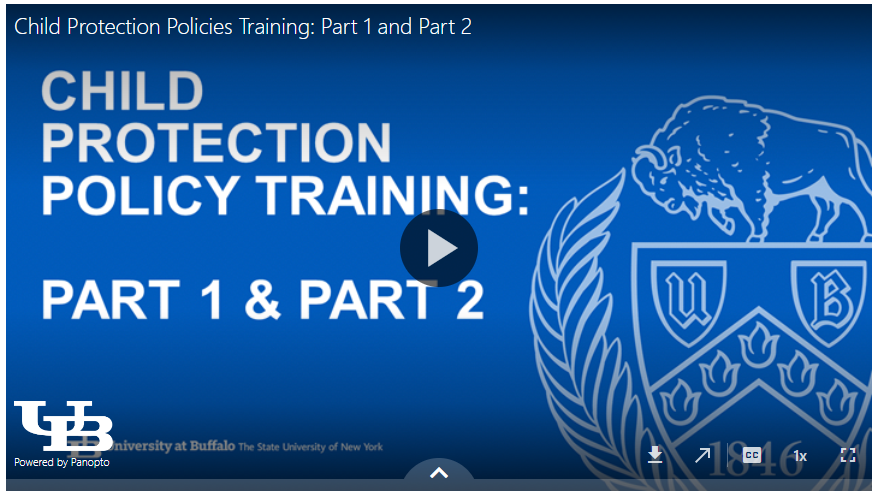 Child Protection Policies Training: Part 1 and Part 2
CHILD
PROTECTION
POLICY TRAINING:
PART 1 & PART 2
U B
UB
University at Buffalo The State University of New York
Powered by Panopto
1846
CC
1x